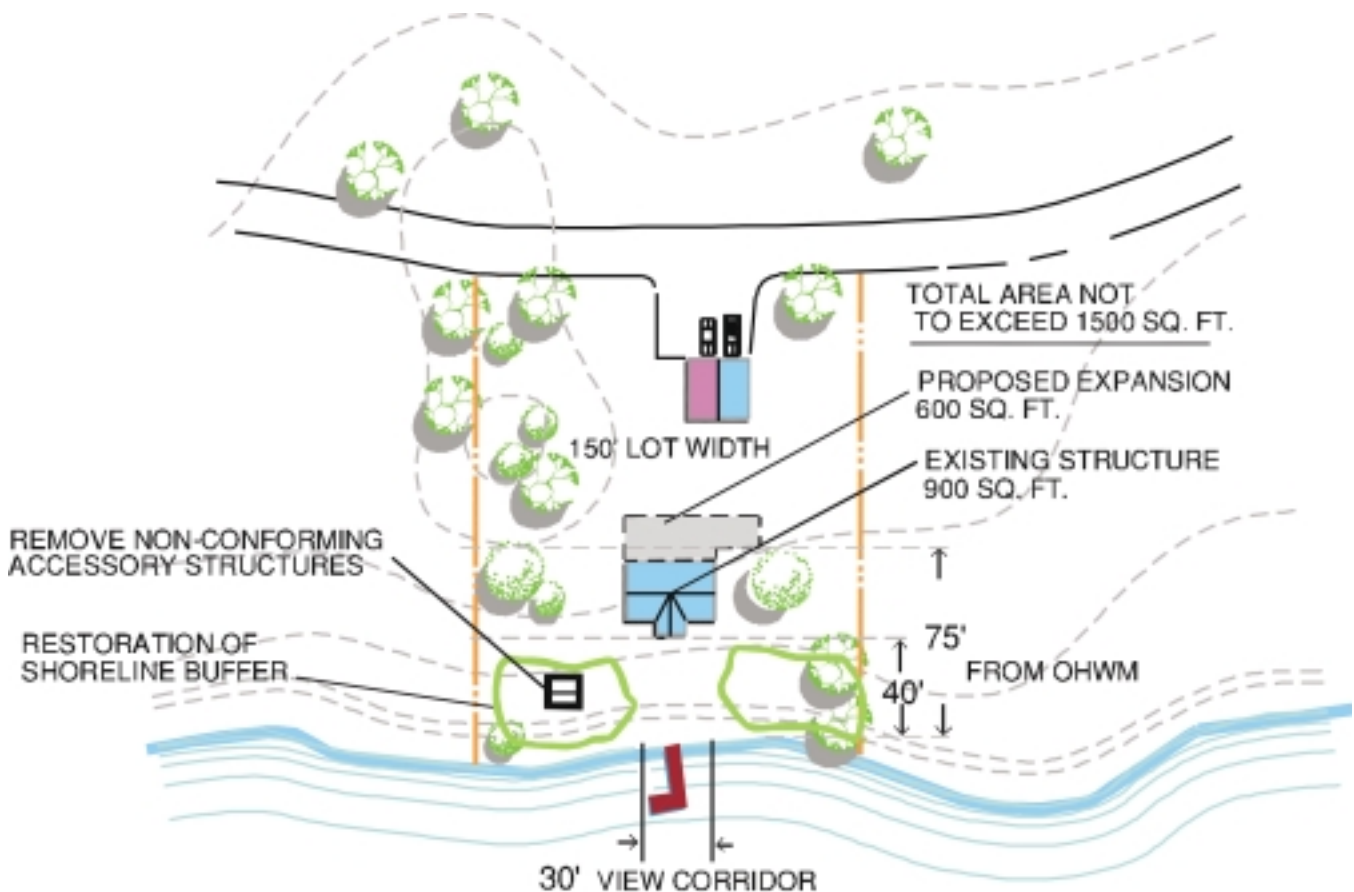 TOTAL AREA NOT
TO EXCEED 1500 SQ. FT.
PROPOSED EXPANSION
600 SQ. FT.
150' LOT WIDTH
EXISTING STRUCTURE
900 SQ. FT.
REMOVE NON-CONFORMING
ACCESSORY STRUCTURES
RESTORATION OF
SHORELINE BUFFER
75'
FROM OHWM
40'
30' VIEW CORRIDOR